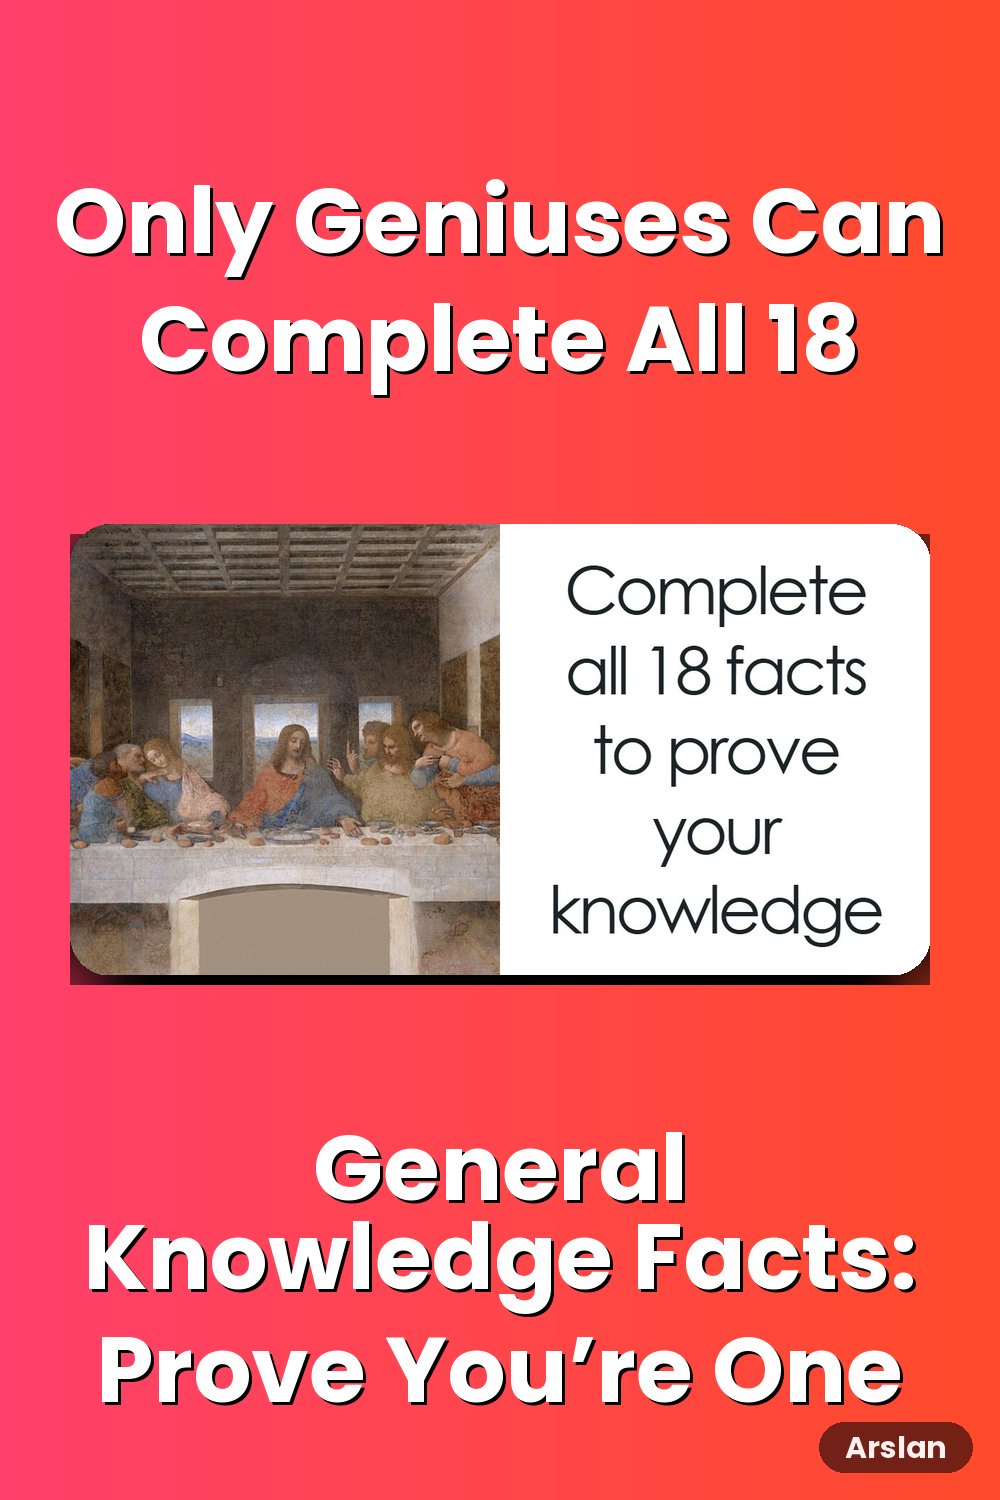 Only Geniuses Can
Complete All 18
Complete
all 18 facts
to prove
your
knowledge
General
Knowledge Facts:
Prove You’re One
Arslan